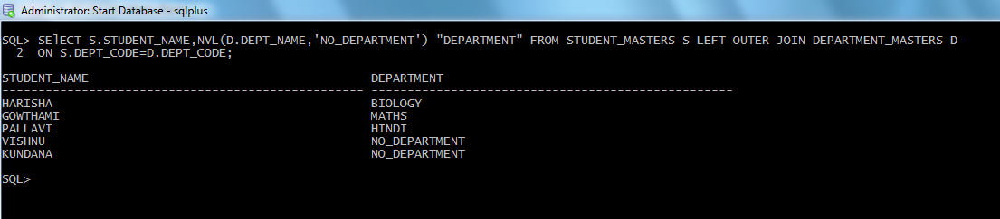 Administrator: Start Database - sqlplus
SQL> SElECT S.STUDENT_NAME,NVL(D.DEPT_NAME,'NO_DEPARTMENT') "DEPARTMENT" FROM STUDENT_MASTERS S LEFT OUTER JOIN DEPARTMENT_MASTERS D
2 ON S.DEPT_CODE=D.DEPT_CODE;
STUDENT_NAME DEPARTMENT
-------------------------------------------------- --------------------------------------------------
HARISHA BIOLOGY
GOWTHAMI MATHS
PALLAVI HINDI
VISHNU NO_DEPARTMENT
KUNDANA NO_DEPARTMENT
SQL>